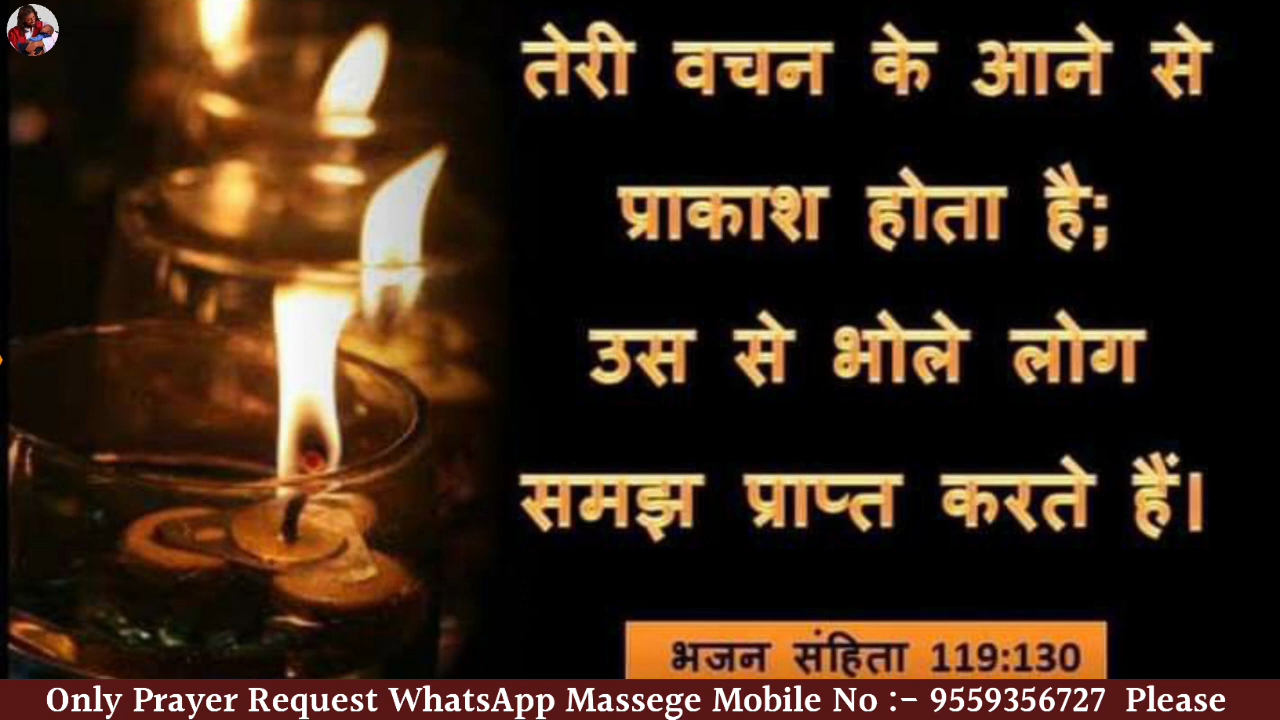 तेरी वचन के आने से
प्राकाश होता है;
उस से भोले लोग
समझ प्राप्त करते हैं।
भजन संहिता 119:130
Only Prayer Request WhatsApp Massege Mobile No :- 9559356727 Please